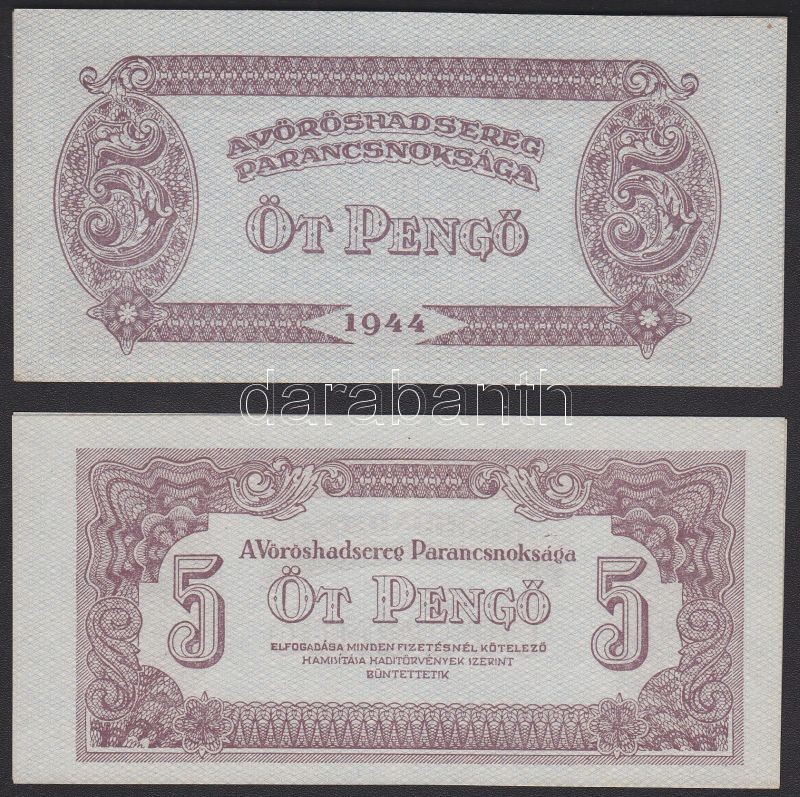 5
A VÖRÖSHADSEREG
PARANCSNOKSÁGA
5
ÖT PENGŐ
1944
darabanth
A Vöröshadsereg Parancsnoksága
5
ÖT PENGŐ
5
ELFOGADÁSA MINDEN FIZETÉSNÉL KÖTELEZŐ
HAMISÍTÁSA HADITÖRVÉNYEK SZERINT
BÜNTETTETIK